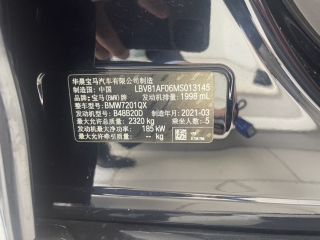 华晨宝马汽车有限公司制造
制造国：中国 LBVB1AF06MS013145
品牌：宝马(BMW)牌 发动机排量：1998 mL
整车型号：BMW7201QX
发动机型号：B48B20D 制造年月：2021-03
最大允许总质量：2320 kg 乘坐人数：5
发动机最大净功率：185 kW
最大允许牵引质量：-- kg